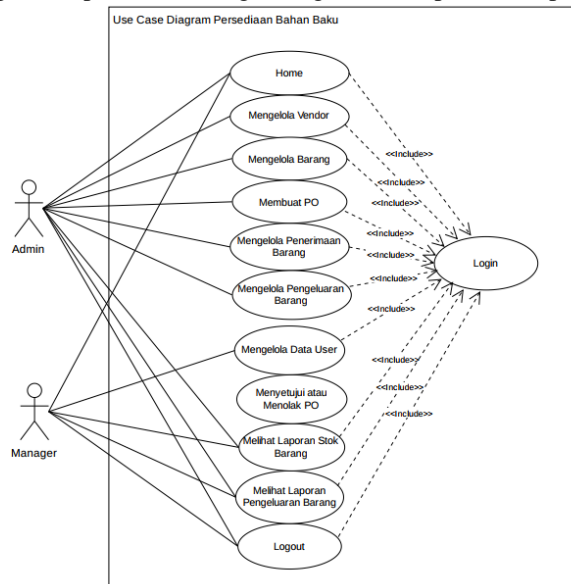 Use Case Diagram Persediaan Bahan Baku
Home
Mengelola Vendor
<<Include>>
Mengelola Barang
<<Include>>
Membuat PO
<<Include>>
Admin
Mengelola Penerimaan
Barang
<<Include>>
Login
Mengelola Pengeluaran
Barang
<<Include>>
<<Include>>
Mengelola Data User
<<Include>>
Menyetujui atau
Menolak PO
<<Include>>
Manager
Melihat Laporan Stok
Barang
<<Include>>
Melihat Laporan
Pengeluaran Barang
Logout